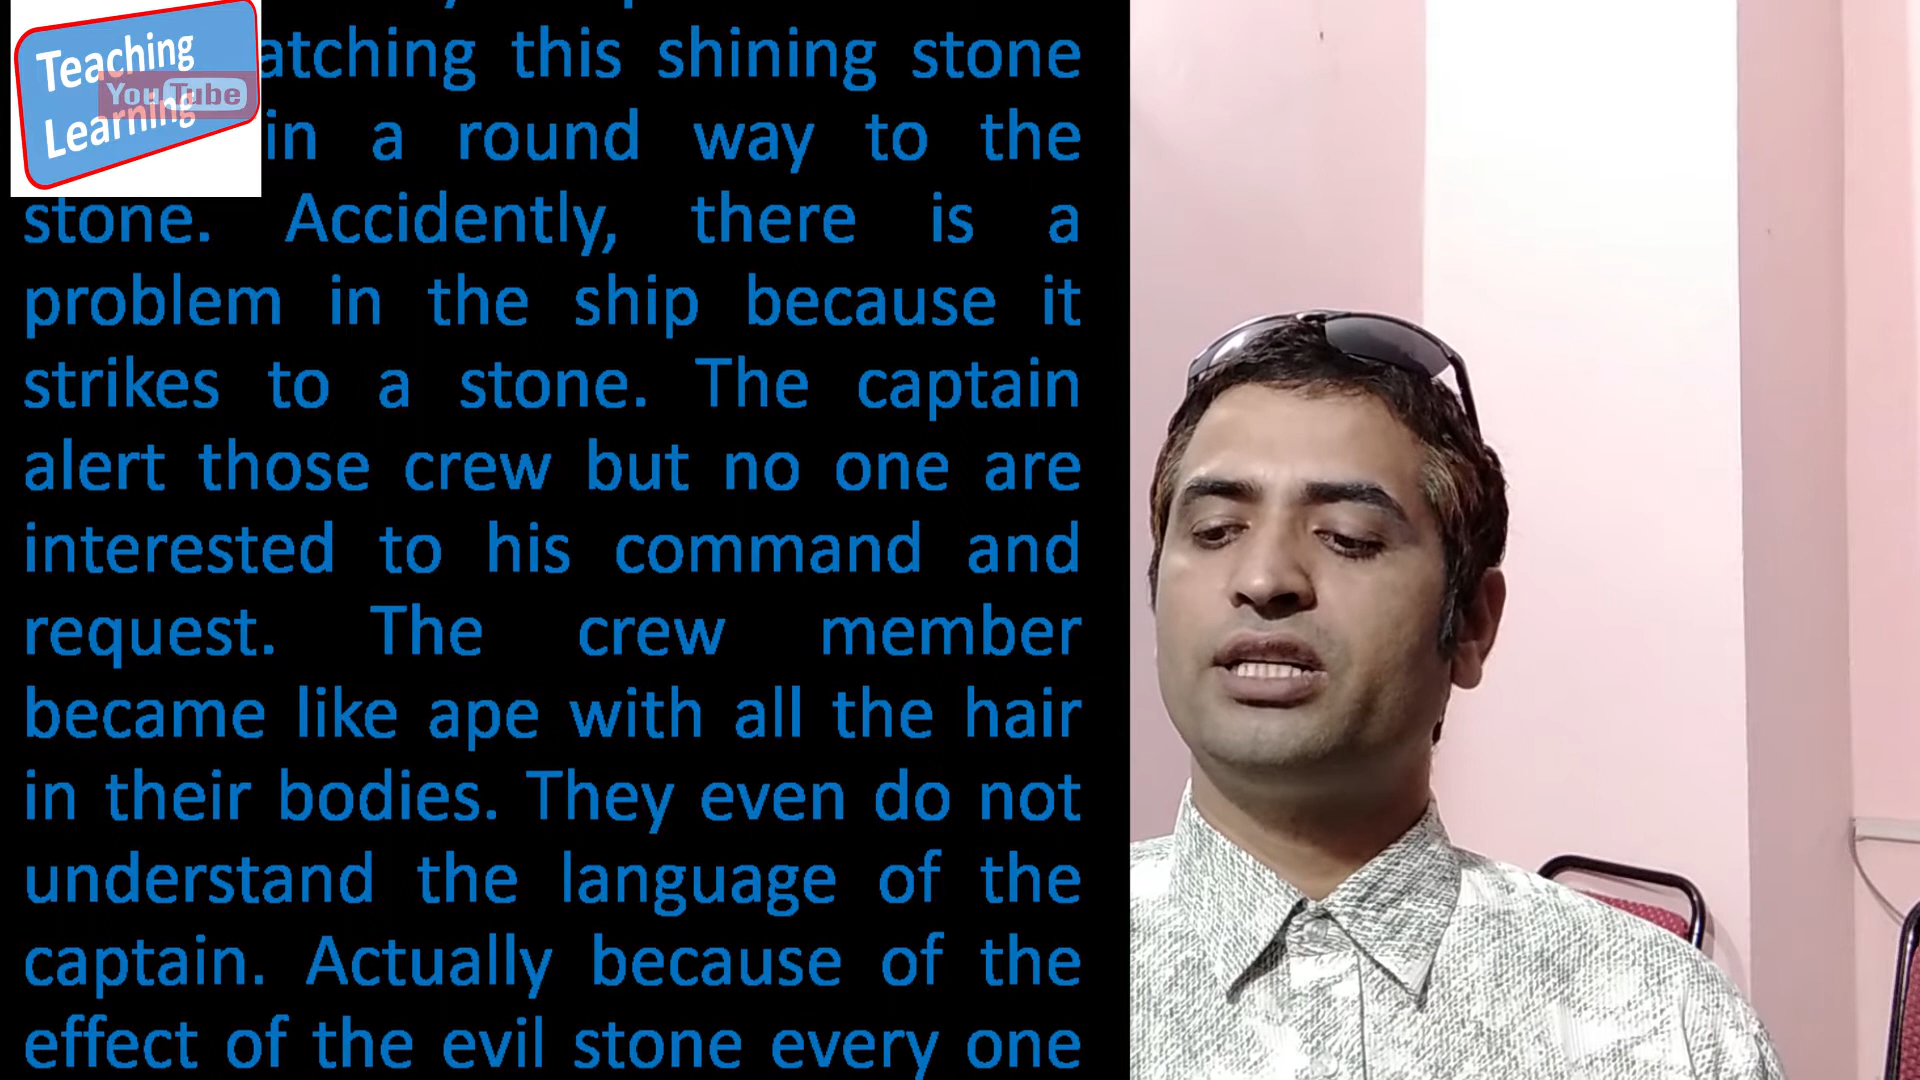 Teaching
Learning
YouTube
atching this shining stone
in a round way to the
stone. Accidently, there is a
problem in the ship because it
strikes to a stone. The captain
alert those crew but no one are
interested to his command and
request. The crew member
became like ape with all the hair
in their bodies. They even do not
understand the language of the
captain. Actually because of the
effect of the evil stone every one